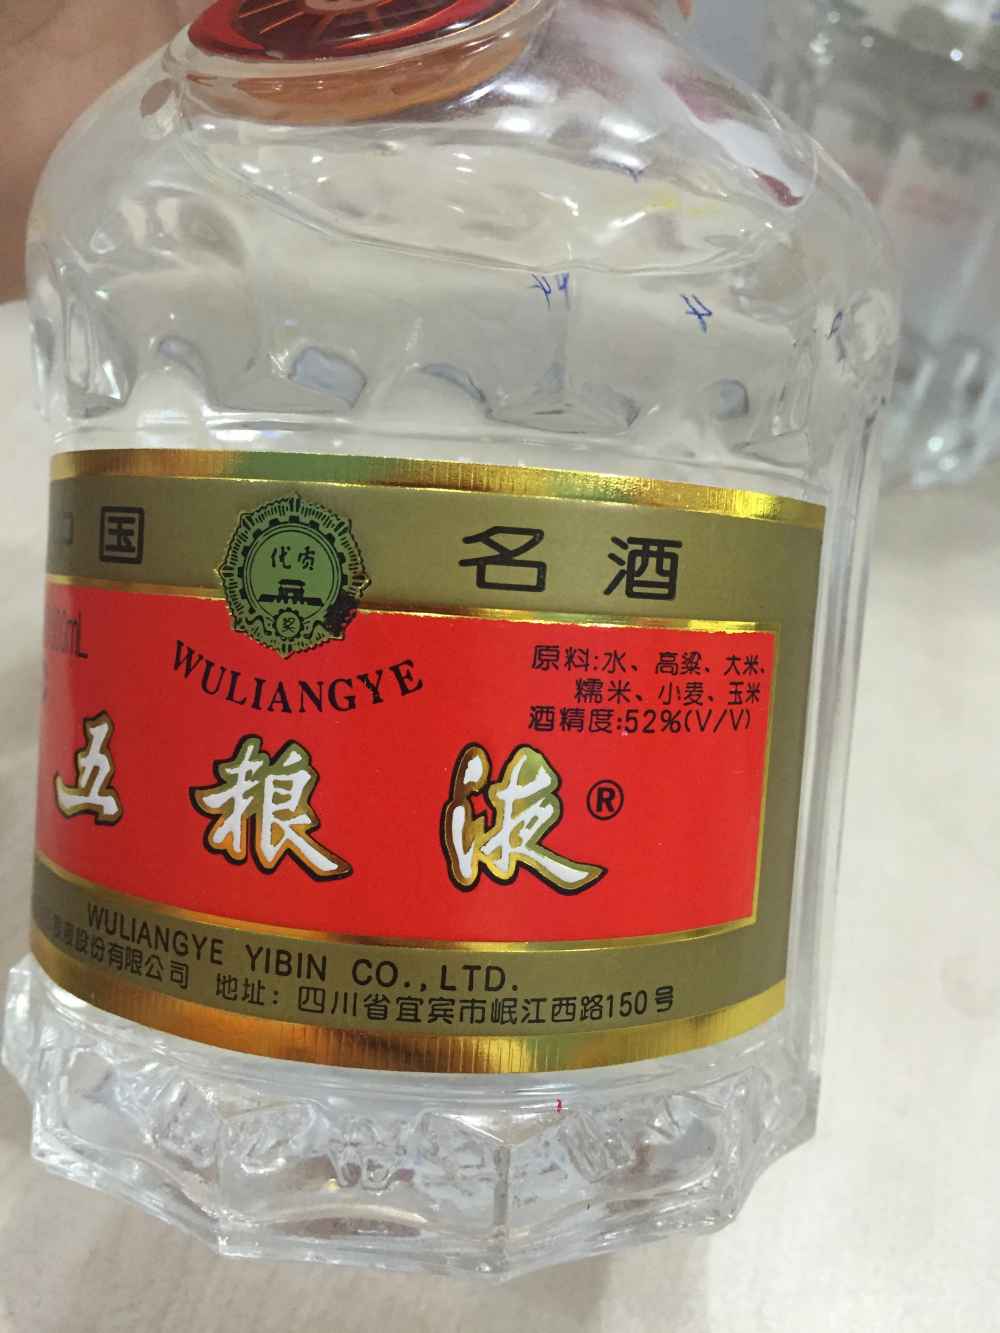 国 名酒
优质
奖
mL
WULIANGYE
原料:水、高粱、大米、
糯米、小麦、玉米
酒精度:52%(V/V)
五粮液®
WULIANGYE YIBIN CO.,LTD.
股份有限公司 地址：四川省宜宾市岷江西路150号